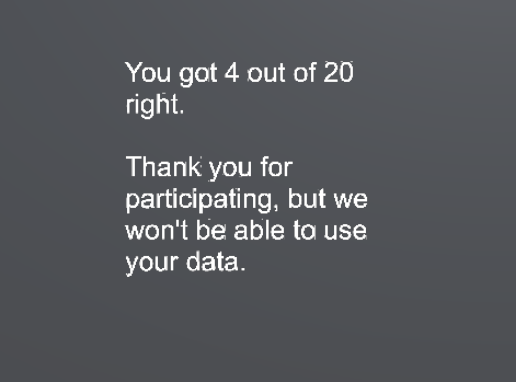 You got 4 out of 20
right.
Thank you for
participating, but we
won't be able to use
your data.